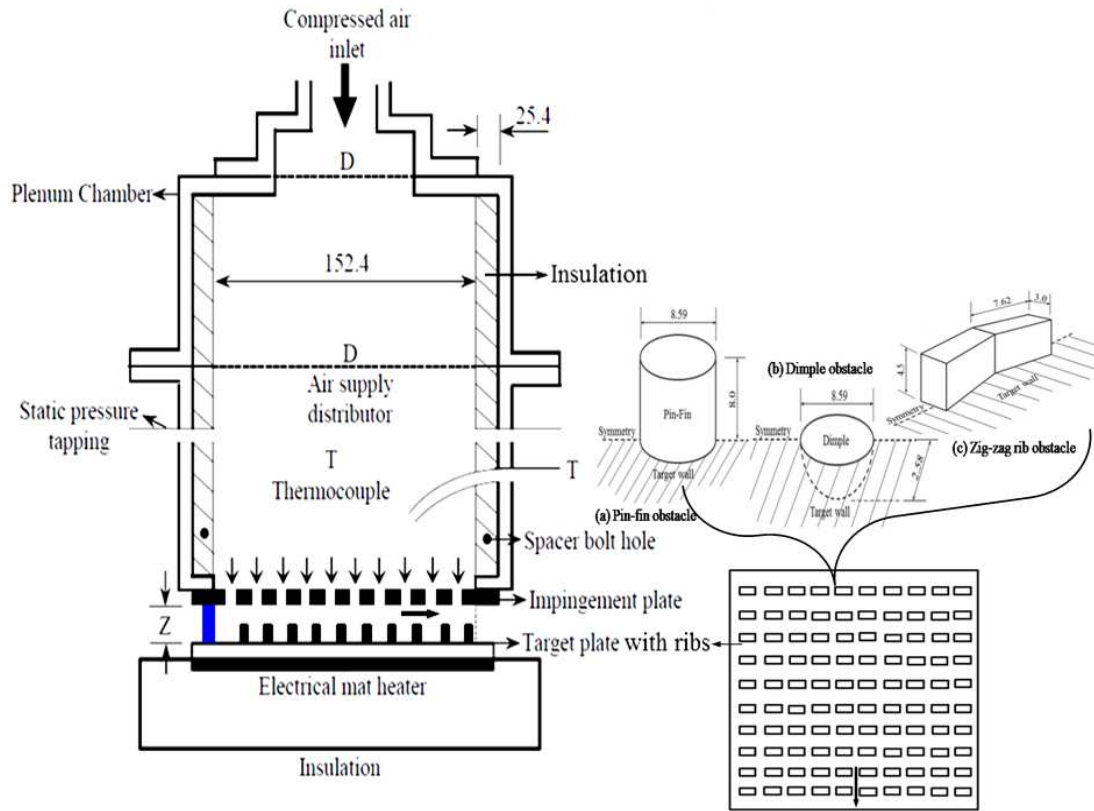 Compressed air
inlet
25.4
D
Plenum Chamber
152.4
Insulation
D
Air supply
distributor
Static pressure
tapping
T
Thermocouple
T
Spacer bolt hole
Impingement plate
Z
Target plate with ribs
Electrical mat heater
Insulation
8.59
8.0
Pin-Fin
Symmetry
Target wall
(a) Pin-fin obstacle
(b) Dimple obstacle
8.59
Dimple
Symmetry
2.58
Target wall
7.62
3.0
4.5
Target wall
Symmetry
(c) Zig-zag rib obstacle